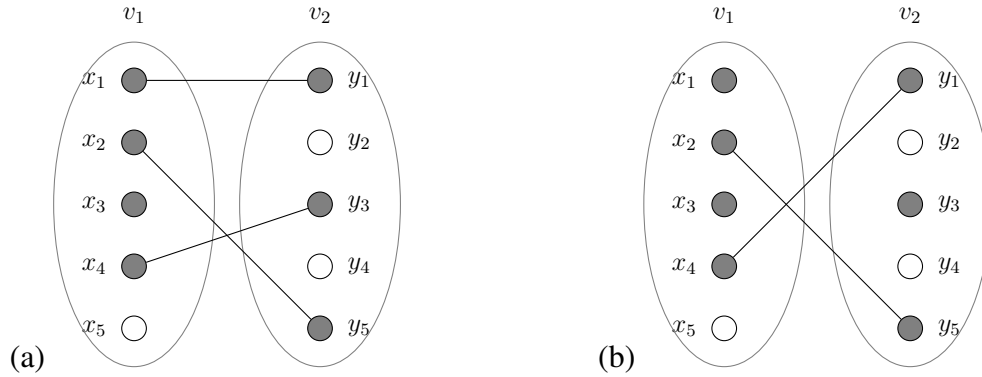 v₁ v₂ v₁ v₂
x₁ y₁ x₁ y₁
x₂ y₂ x₂ y₂
x₃ y₃ x₃ y₃
x₄ y₄ x₄ y₄
x₅ y₅ x₅ y₅
(a) (b)